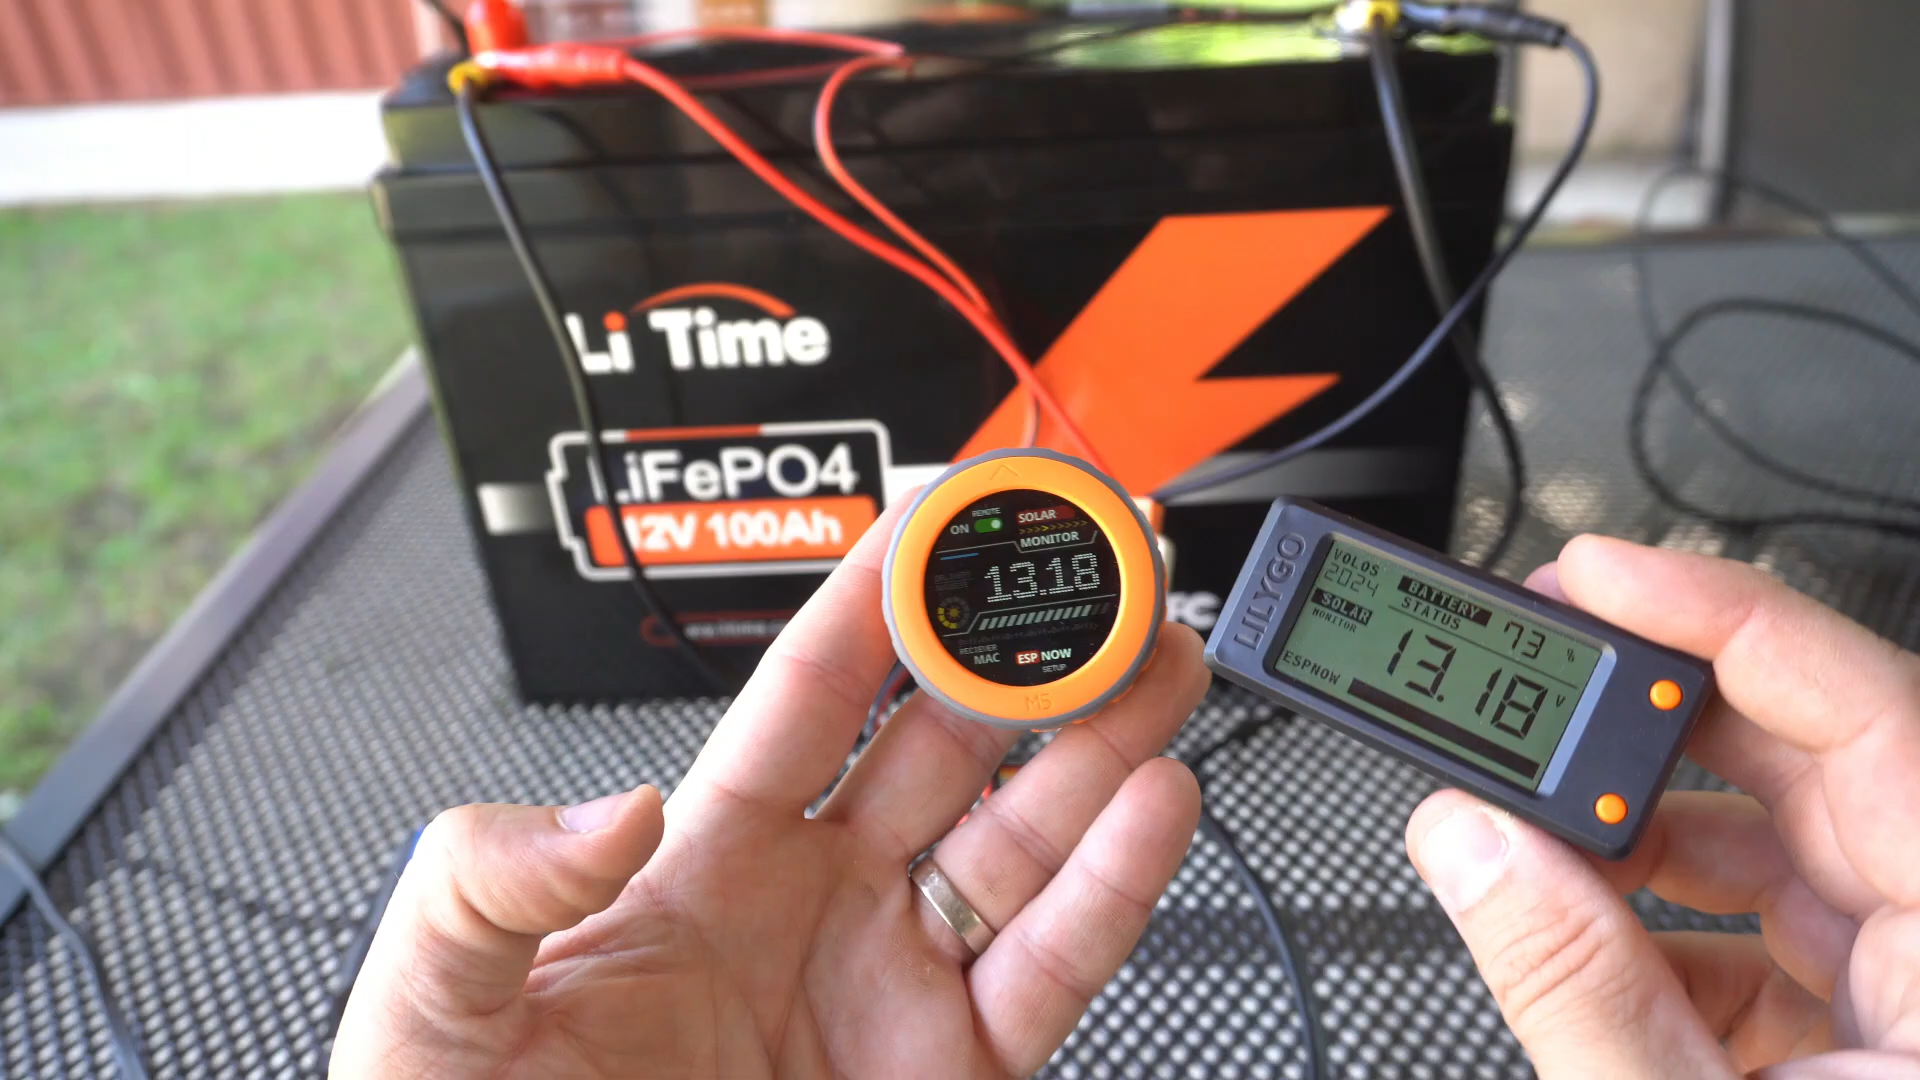 Li Time
LiFePO4
12V 100Ah
REMOTE
ON
SOLAR
MONITOR
13.18
RECIEVER
MAC
ESP NOW
SETUP
M5
LILYGO
VOLOS
2024
SOLAR
MONITOR
ESPNOW
BATTERY
STATUS
73 %
13.18 V